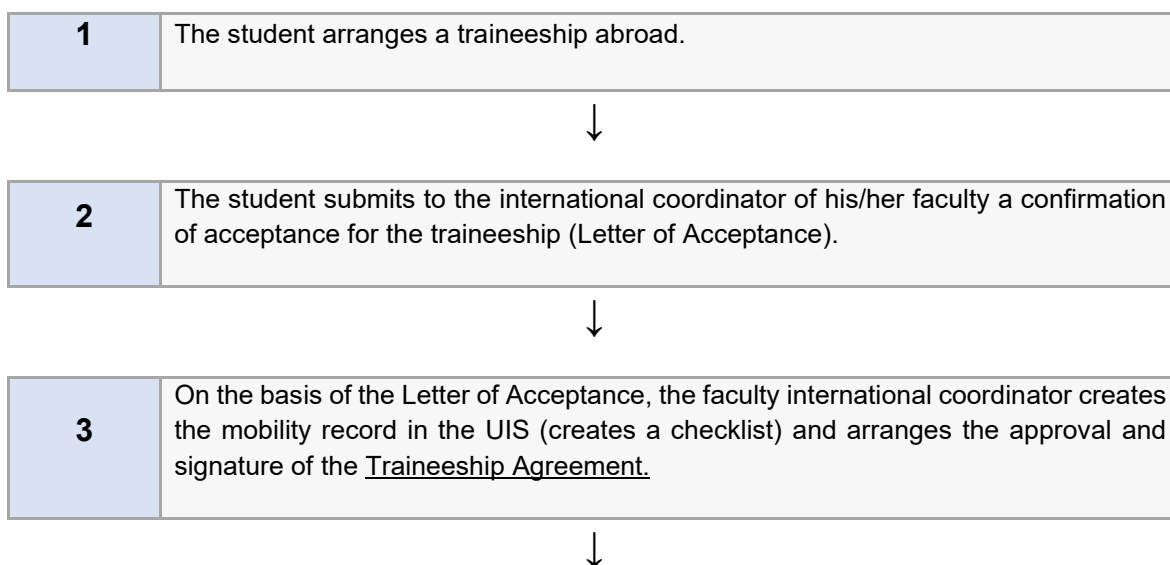 1
The student arranges a traineeship abroad.
↓
2
The student submits to the international coordinator of his/her faculty a confirmation
of acceptance for the traineeship (Letter of Acceptance).
↓
3
On the basis of the Letter of Acceptance, the faculty international coordinator creates
the mobility record in the UIS (creates a checklist) and arranges the approval and
signature of the Traineeship Agreement.
↓